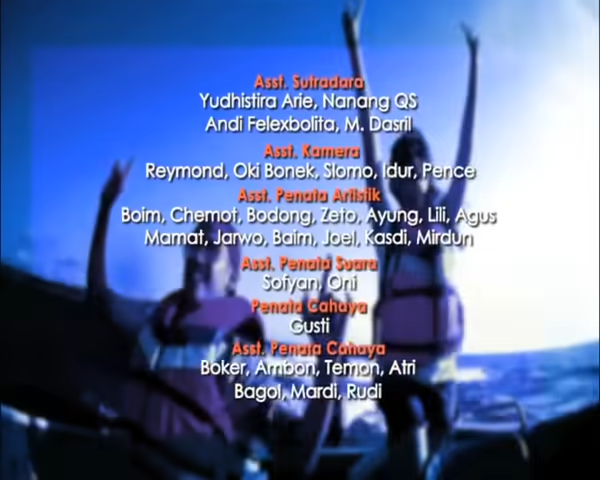 Asst. Sutradara
Yudhistira Arie, Nanang QS
Andi Felexbolita, M. Dasril
Asst. Kamera
Reymond, Oki Bonek, Slomo, Idur, Pence
Asst. Penata Artistik
Boim, Chemot, Bodong, Zeto, Ayung, Lili, Agus
Mamat, Jarwo, Baim, Joel, Kasdi, Mirdun
Asst. Penata Suara
Sofyan, Oni
Penata Cahaya
Gusti
Asst. Penata Cahaya
Boker, Ambon, Temon, Atri
Bagol, Mardi, Rudi